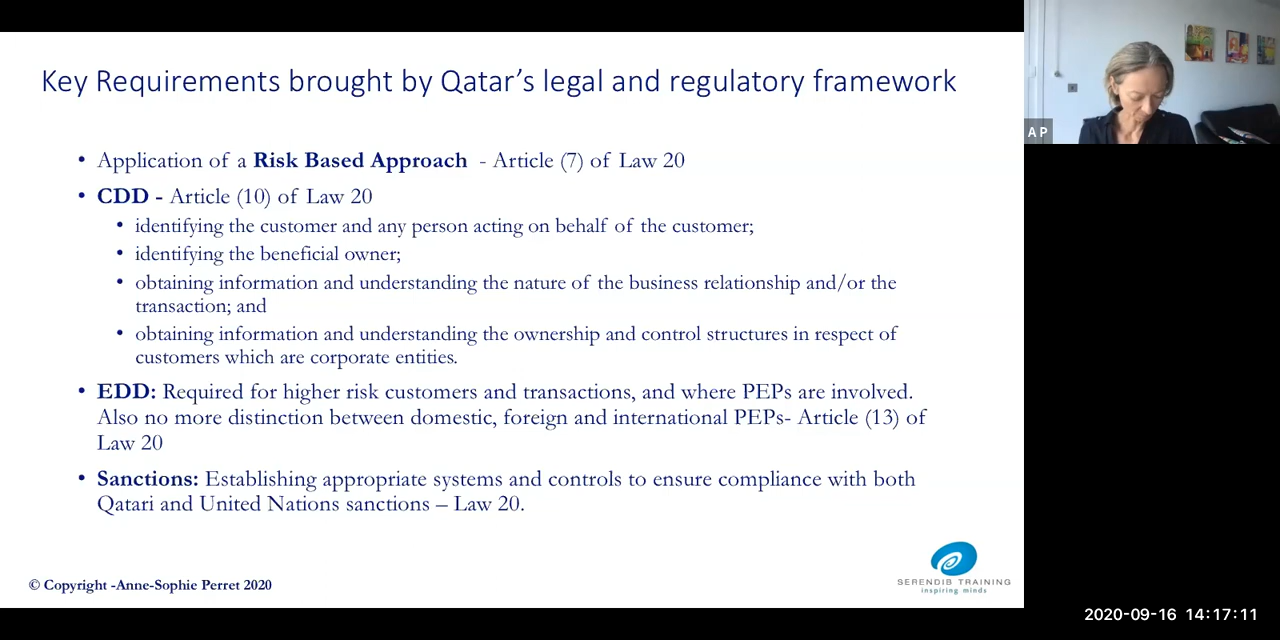 Key Requirements brought by Qatar's legal and regulatory framework
• Application of a Risk Based Approach - Article (7) of Law 20
• CDD - Article (10) of Law 20
• identifying the customer and any person acting on behalf of the customer;
• identifying the beneficial owner;
• obtaining information and understanding the nature of the business relationship and/or the
transaction; and
• obtaining information and understanding the ownership and control structures in respect of
customers which are corporate entities.
• EDD: Required for higher risk customers and transactions, and where PEPs are involved.
Also no more distinction between domestic, foreign and international PEPs- Article (13) of
Law 20
• Sanctions: Establishing appropriate systems and controls to ensure compliance with both
Qatari and United Nations sanctions – Law 20.
© Copyright -Anne-Sophie Perret 2020
SERENDIB TRAINING
inspiring minds
A P
2020-09-16 14:17:11